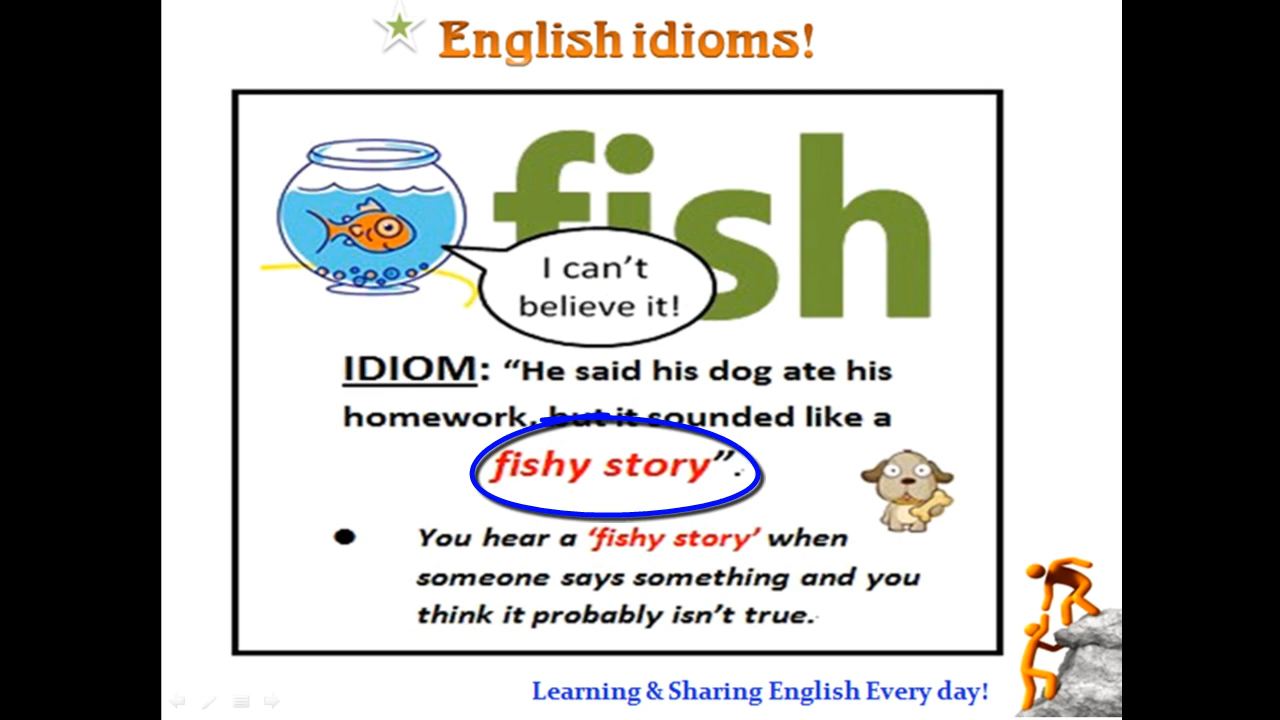 English idioms!
fish
I can't
believe it!
IDIOM: “He said his dog ate his
homework, but it sounded like a
fishy story”.
You hear a ‘fishy story’ when
someone says something and you
think it probably isn't true.
Learning & Sharing English Every day!